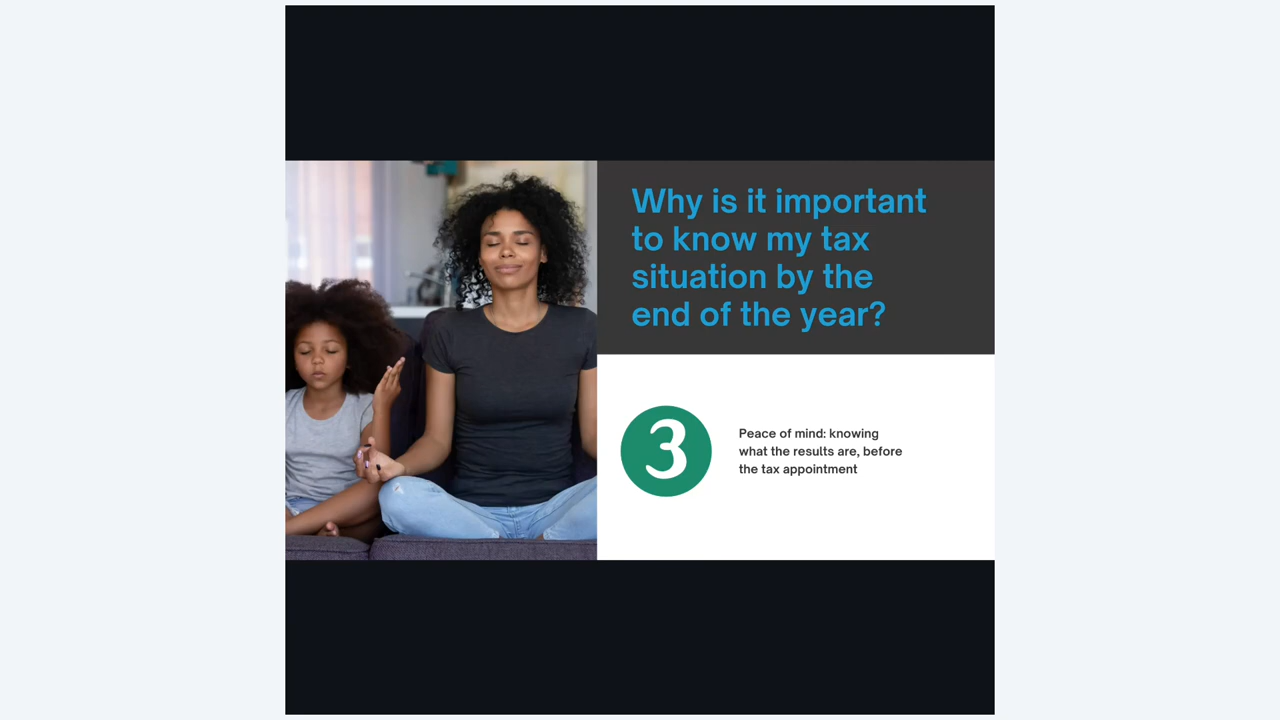 Why is it important
to know my tax
situation by the
end of the year?
3
Peace of mind: knowing
what the results are, before
the tax appointment